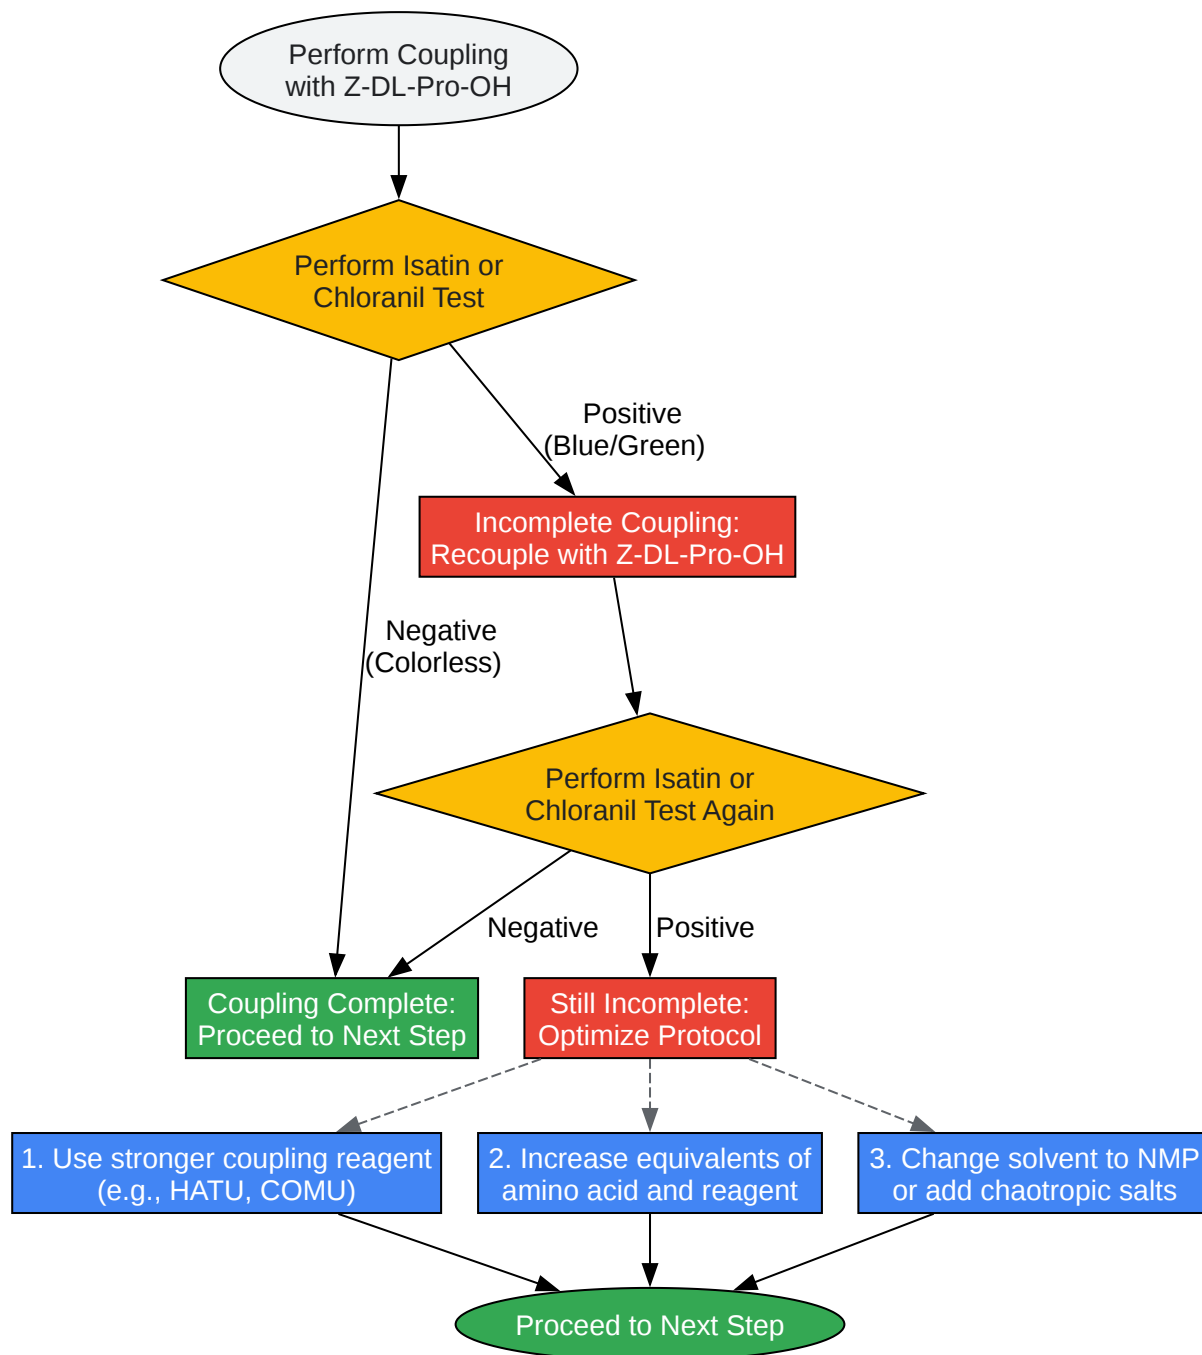 Perform Coupling
with Z-DL-Pro-OH
Perform Isatin or
Chloranil Test
Positive
(Blue/Green)
Incomplete Coupling:
Recouple with Z-DL-Pro-OH
Negative
(Colorless)
Perform Isatin or
Chloranil Test Again
Negative
Positive
Coupling Complete:
Proceed to Next Step
Still Incomplete:
Optimize Protocol
1. Use stronger coupling reagent
(e.g., HATU, COMU)
2. Increase equivalents of
amino acid and reagent
3. Change solvent to NMP
or add chaotropic salts
Proceed to Next Step